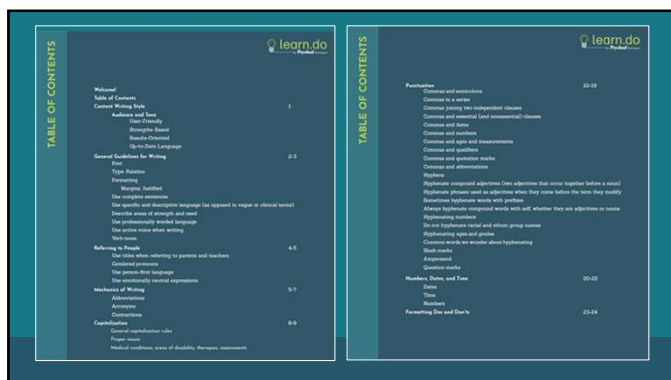 TABLE OF CONTENTS
learn.do
Welcome!
Table of Contents
Content Writing Style 1
Audience and Tone
User-Friendly
Strengths-Based
Results-Oriented
Up-to-Date Language
General Guidelines for Writing 2-3
Font
Type: Palatino
Formatting
Margins: Justified
Use complete sentences
Use specific and descriptive language (as opposed to vague or clinical terms)
Describe areas of strength and need
Use professionally worded language
Use active voice when writing
Verb tense
Referring to People 4-5
Use titles when referring to parents and teachers
Gendered pronouns
Use person-first language
Use emotionally neutral expressions
Mechanics of Writing 5-7
Abbreviations
Acronyms
Contractions
Capitalization 8-9
General capitalization rules
Proper nouns
Medical conditions, areas of disability, therapies, assessments
TABLE OF CONTENTS
learn.do
Punctuation 10-19
Commas and semicolons
Commas in a series
Commas joining two independent clauses
Commas and essential (and nonessential) clauses
Commas and dates
Commas and numbers
Commas and ages and measurements
Commas and qualifiers
Commas and quotation marks
Commas and abbreviations
Hyphens
Hyphenate compound adjectives (two adjectives that occur together before a noun)
Hyphenate phrases used as adjectives when they come before the term they modify
Sometimes hyphenate words with prefixes
Always hyphenate compound words with self, whether they are adjectives or nouns
Hyphenating numbers
Do not hyphenate racial and ethnic group names
Hyphenating ages and grades
Common words we wonder about hyphenating
Slash marks
Ampersand
Question marks
Numbers, Dates, and Time 20-22
Dates
Time
Numbers
Formatting Dos and Don'ts 23-24